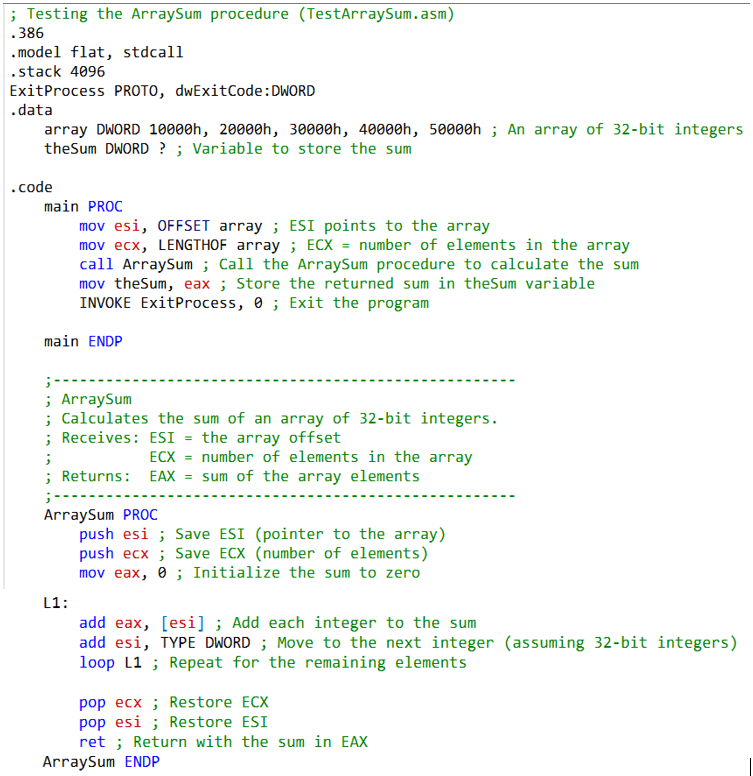 ; Testing the ArraySum procedure (TestArraySum.asm)
.386
.model flat, stdcall
.stack 4096
ExitProcess PROTO, dwExitCode:DWORD
.data
    array DWORD 10000h, 20000h, 30000h, 40000h, 50000h ; An array of 32-bit integers
    theSum DWORD ? ; Variable to store the sum

.code
    main PROC
        mov esi, OFFSET array ; ESI points to the array
        mov ecx, LENGTHOF array ; ECX = number of elements in the array
        call ArraySum ; Call the ArraySum procedure to calculate the sum
        mov theSum, eax ; Store the returned sum in theSum variable
        INVOKE ExitProcess, 0 ; Exit the program

    main ENDP

    ;-----------------------------------------------------
    ; ArraySum
    ; Calculates the sum of an array of 32-bit integers.
    ; Receives: ESI = the array offset
    ;           ECX = number of elements in the array
    ; Returns:  EAX = sum of the array elements
    ;-----------------------------------------------------
    ArraySum PROC
        push esi ; Save ESI (pointer to the array)
        push ecx ; Save ECX (number of elements)
        mov eax, 0 ; Initialize the sum to zero

    L1:
        add eax, [esi] ; Add each integer to the sum
        add esi, TYPE DWORD ; Move to the next integer (assuming 32-bit integers)
        loop L1 ; Repeat for the remaining elements

        pop ecx ; Restore ECX
        pop esi ; Restore ESI
        ret ; Return with the sum in EAX
    ArraySum ENDP